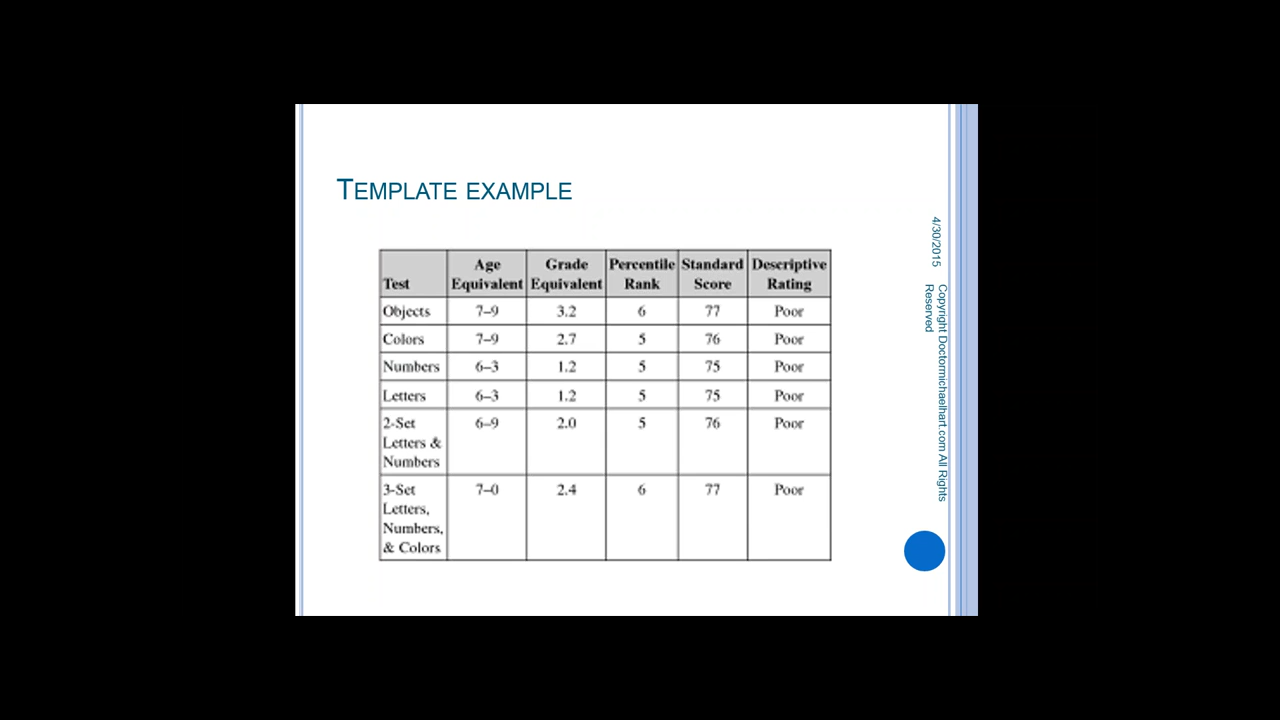 TEMPLATE EXAMPLE
Test Age Equivalent Grade Equivalent Percentile Rank Standard Score Descriptive Rating
Objects 7–9 3.2 6 77 Poor
Colors 7–9 2.7 5 76 Poor
Numbers 6–3 1.2 5 75 Poor
Letters 6–3 1.2 5 75 Poor
2-Set Letters & Numbers 6–9 2.0 5 76 Poor
3-Set Letters, Numbers, & Colors 7–0 2.4 6 77 Poor
4/30/2015
Copyright Doctormichaelhart.com All Rights
Reserved